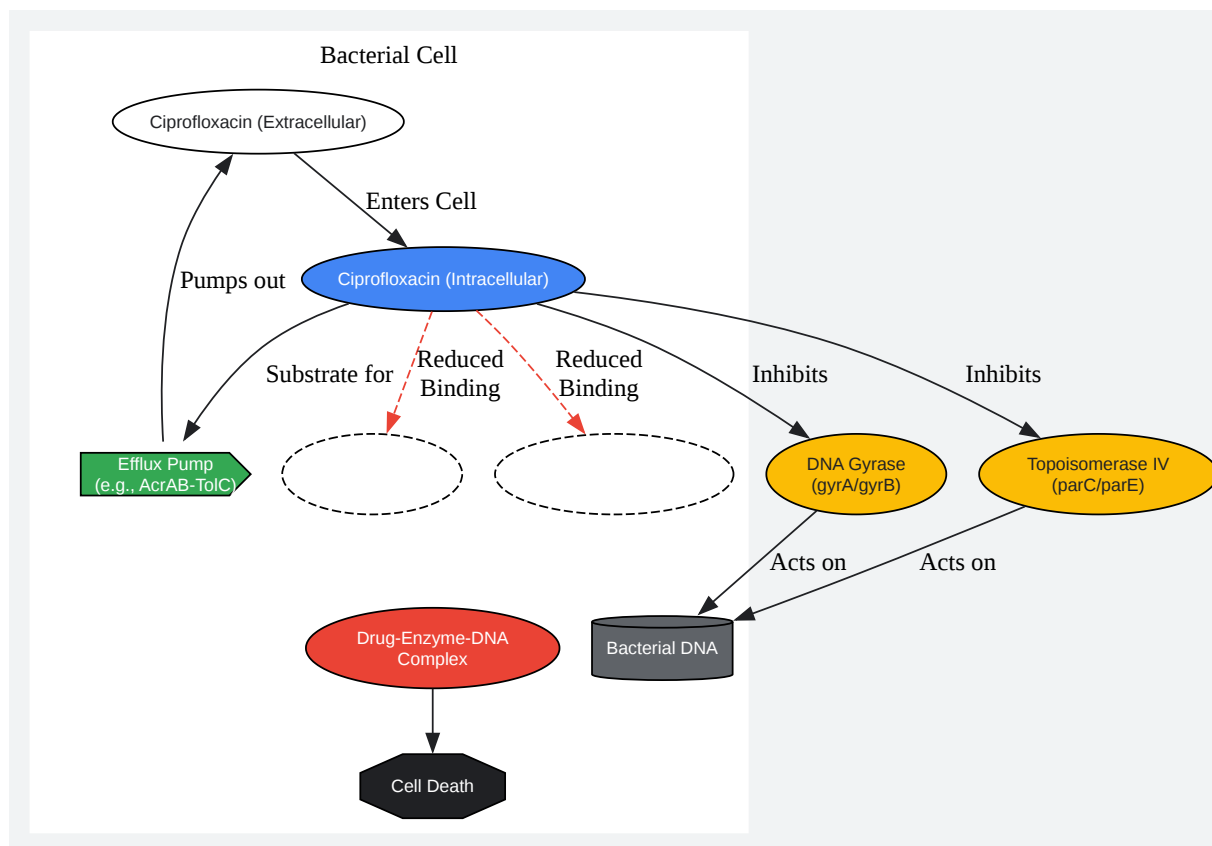 Bacterial Cell
Ciprofloxacin (Extracellular)
Enters Cell
Pumps out
Ciprofloxacin (Intracellular)
Substrate for
Reduced
Binding
Reduced
Binding
Inhibits
Inhibits
Efflux Pump
(e.g., AcrAB-TolC)
DNA Gyrase
(gyrA/gyrB)
Topoisomerase IV
(parC/parE)
Acts on
Acts on
Drug-Enzyme-DNA
Complex
Bacterial DNA
Cell Death